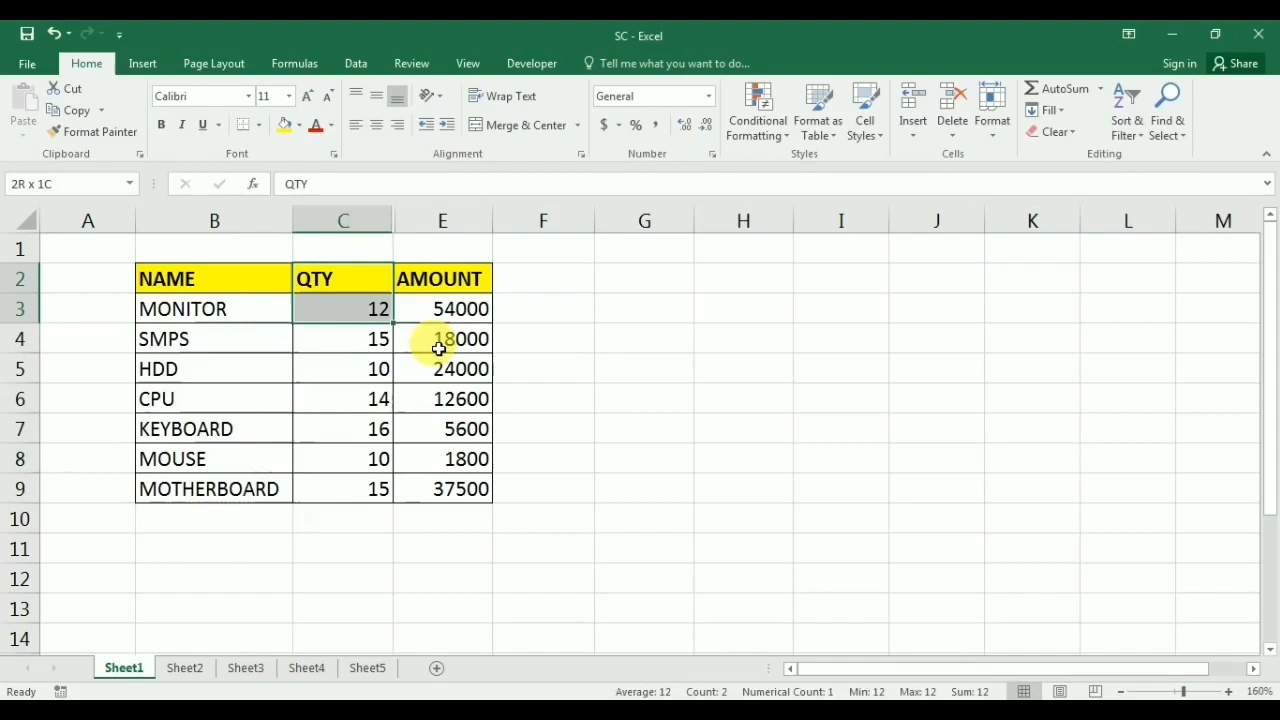 SC - Excel
File Home Insert Page Layout Formulas Data Review View Developer Tell me what you want to do... Sign in Share
Paste Cut Copy Format Painter Clipboard
Calibri 11 B I U A Font
Wrap Text Merge & Center Alignment
General $ % , Number
Conditional Formatting Format as Table Cell Styles Styles
Insert Delete Format Cells
AutoSum Fill Clear Sort & Filter Find & Select Editing
2R x 1C fx QTY
A B C E F G H I J K L M
1
2 NAME QTY AMOUNT
3 MONITOR 12 54000
4 SMPS 15 18000
5 HDD 10 24000
6 CPU 14 12600
7 KEYBOARD 16 5600
8 MOUSE 10 1800
9 MOTHERBOARD 15 37500
10
11
12
13
14
Sheet1 Sheet2 Sheet3 Sheet4 Sheet5
Ready Average: 12 Count: 2 Numerical Count: 1 Min: 12 Max: 12 Sum: 12 160%